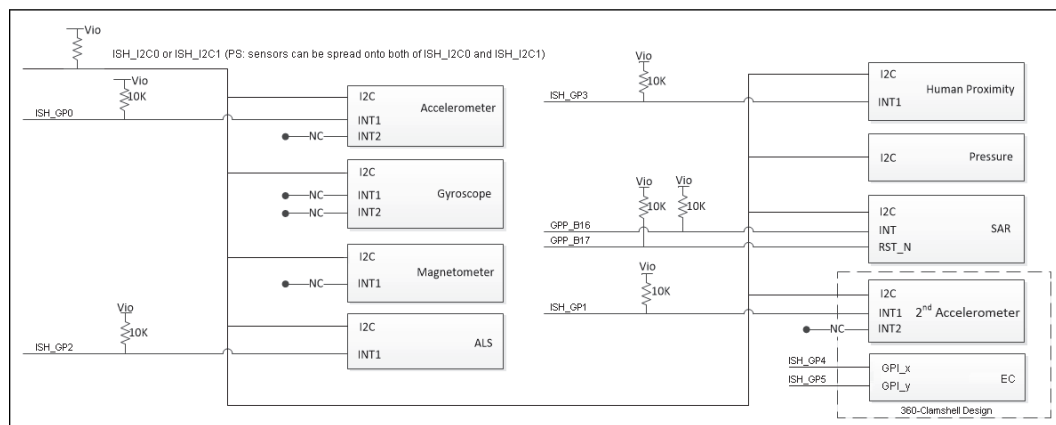 Vio
ISH_I2C0 or ISH_I2C1 (PS: sensors can be spread onto both of ISH_I2C0 and ISH_I2C1)
Vio
10K
ISH_GP0
I2C
Accelerometer
INT1
NC
INT2
I2C
Gyroscope
NC
INT1
NC
INT2
I2C
Magnetometer
NC
INT1
Vio
10K
ISH_GP2
I2C
ALS
INT1
Vio
10K
ISH_GP3
I2C
Human Proximity
INT1
I2C
Pressure
Vio
Vio
10K
10K
GPP_B16
GPP_B17
I2C
INT
SAR
RST_N
Vio
10K
ISH_GP1
I2C
INT1
2nd Accelerometer
NC
INT2
ISH_GP4
ISH_GP5
GPI_x
GPI_y
EC
360-Clamshell Design